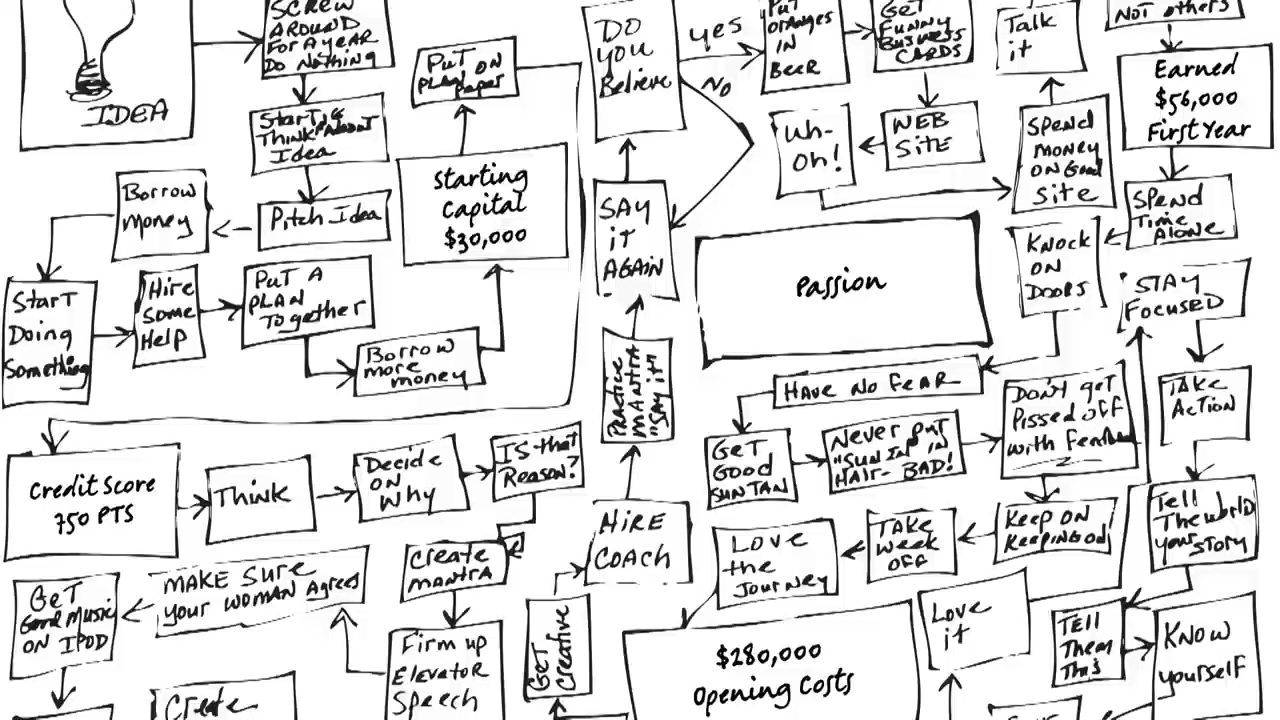 IDEA
SCREW
AROUND
FOR A YEAR
DO NOTHING
Start
Think About
Idea
Pitch Idea
Borrow
money
Start
Doing
Something
Hire
Some
Help
Put A
PLAN
Together
Borrow
more
money
Starting
Capital
$30,000
Put
PLAN ON
Paper
Credit Score
750 PTS
Think
Decide
ON
Why
IS that
Reason?
Create
MANTRA
Firm up
Elevator
Speech
MAKE SURE
your WOMAN Agrees
GeT
Good Music
ON IPOD
Create
GET
Creative
HIRE
COACH
PRACTICE
MANTRA
"SAY iT"
SAY
iT
AGAIN
DO
you
Believe
yes
No
Put
ORANGES
IN
BEER
GET
FUNNY
BUSINESS
CARDS
WEB
SITE
uh-
oh!
SPEND
MONEY
ON Good
Site
Talk
it
NOT others
Earned
$56,000
First Year
SPEND
Time
ALONE
KNOCK
ON
DOORS
Passion
HAVE NO FEAR
GET
GOOD
SUN TAN
Never put
"SUN IN" IN
HAIR- BAD!
DON'T get
Pissed off
with
Keep ON
TAKE
WEEK
OFF
Love
the
Journey
$280,000
Opening Costs
Love
it
STAY
FOCUSED
TAKE
ACTION
Tell
The world
your STORY
TELL
Them
This
KNOW
yourself